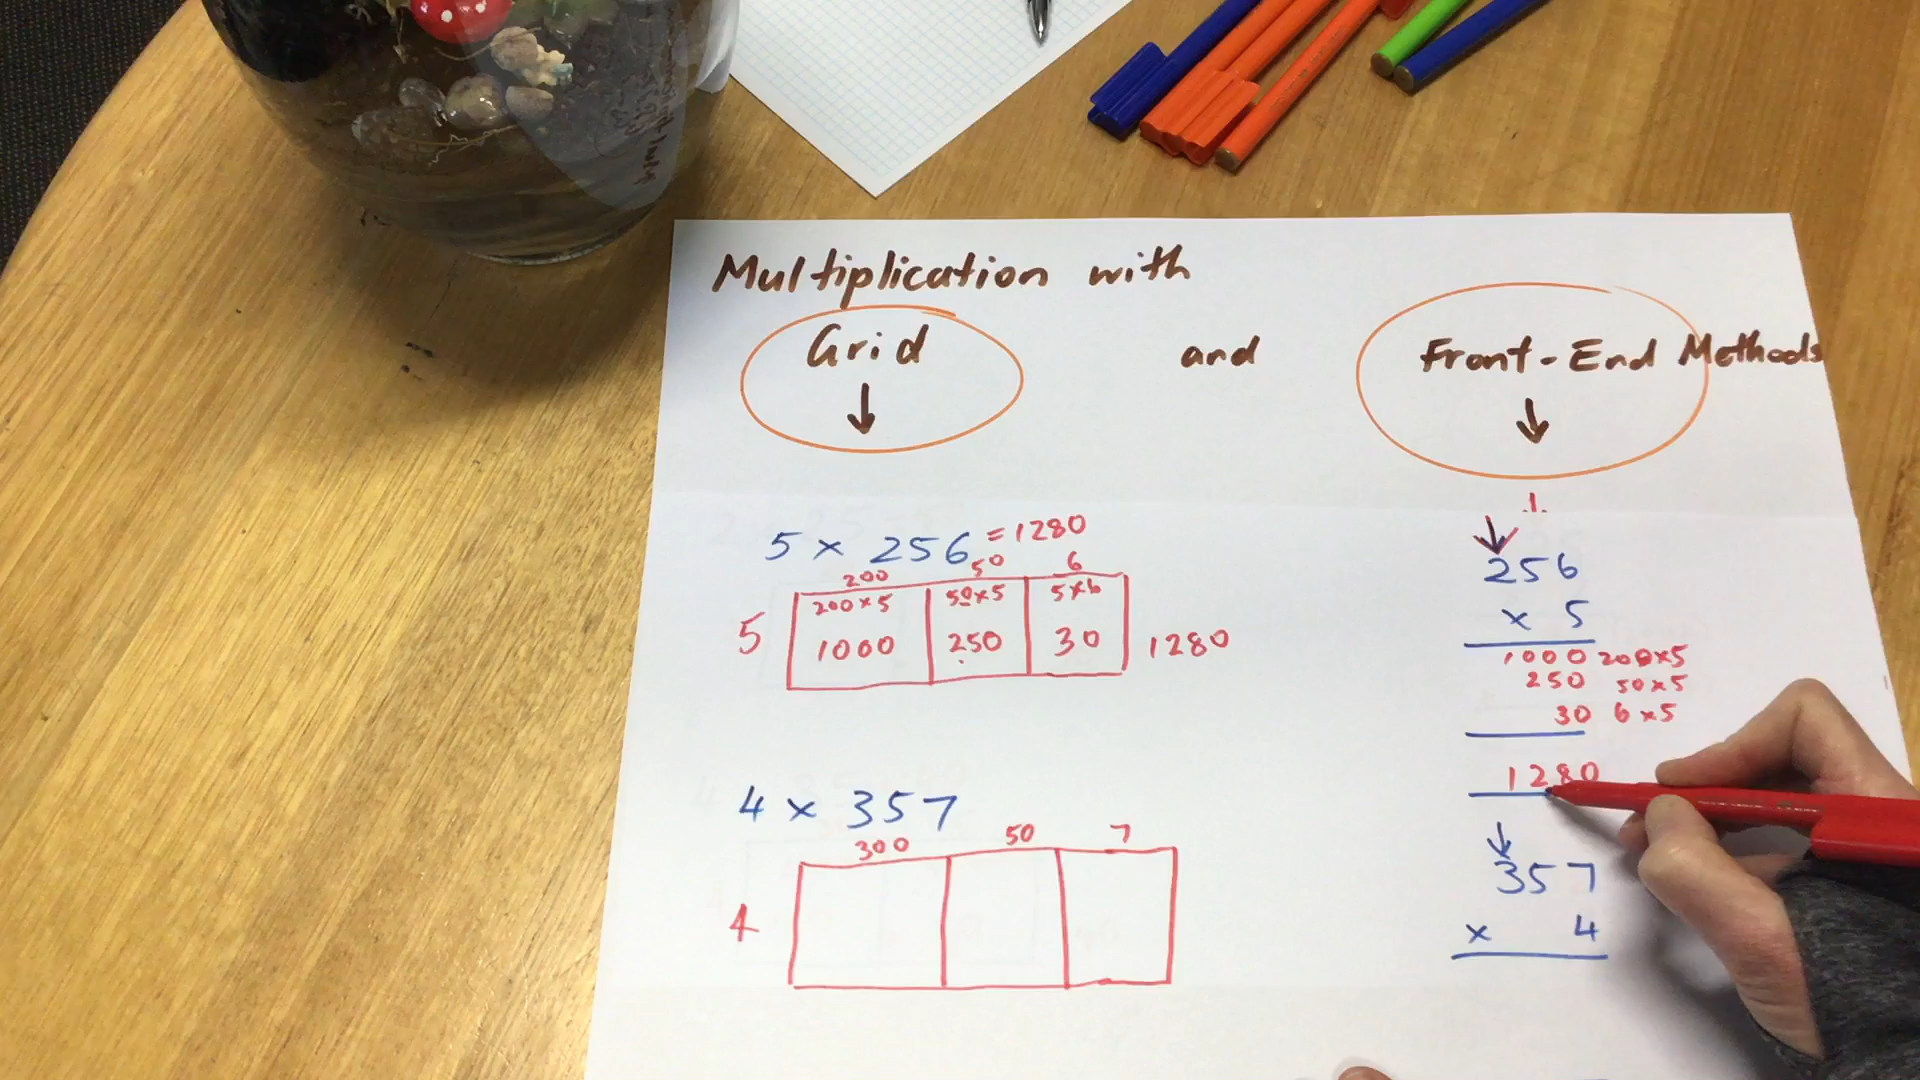 Multiplication with
Grid and Front-End Methods
5 × 256 = 1280
200 50 6
200×5 50×5 5×6
5 1000 250 30 1280
4 × 357
300 50 7
4
256
× 5
1000 200×5
250 50×5
30 6×5
1280
357
× 4